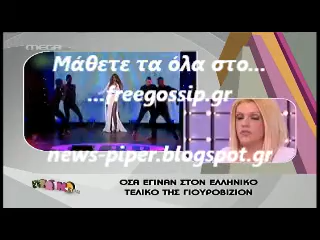 MEGA
Μάθετε τα όλα στο...
...freegossip.gr
news-piper.blogspot.gr
ΟΣΑ ΕΓΙΝΑΝ ΣΤΟΝ ΕΛΛΗΝΙΚΟ
ΤΕΛΙΚΟ ΤΗΣ ΓΙΟΥΡΟΒΙΖΙΟΝ